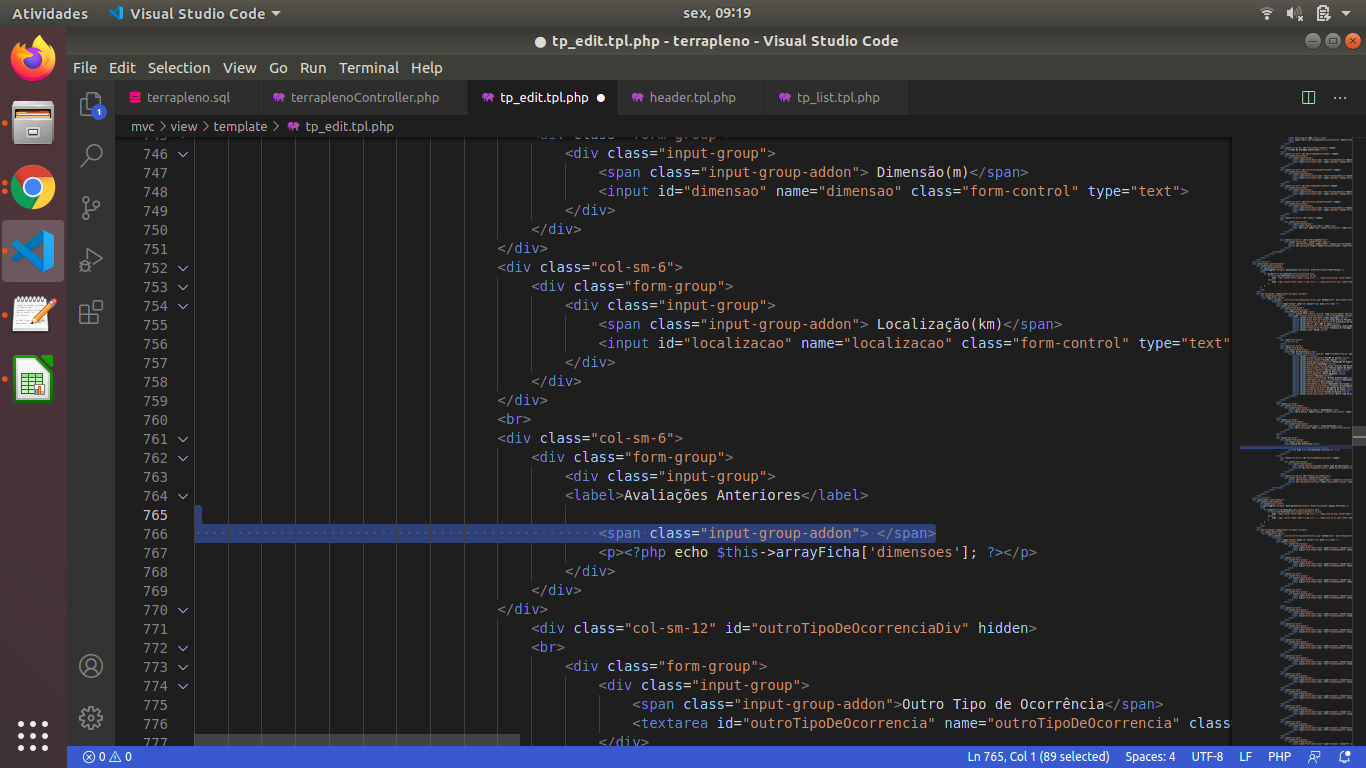 Atividades Visual Studio Code sex, 09:19
● tp_edit.tpl.php - terrapleno - Visual Studio Code
File Edit Selection View Go Run Terminal Help
1
terrapleno.sql terraplenoController.php tp_edit.tpl.php ● header.tpl.php tp_list.tpl.php
mvc > view > template > tp_edit.tpl.php
746 <div class="input-group">
747 <span class="input-group-addon"> Dimensão(m)</span>
748 <input id="dimensao" name="dimensao" class="form-control" type="text">
749 </div>
750 </div>
751 </div>
752 <div class="col-sm-6">
753 <div class="form-group">
754 <div class="input-group">
755 <span class="input-group-addon"> Localização(km)</span>
756 <input id="localizacao" name="localizacao" class="form-control" type="text"
757 </div>
758 </div>
759 </div>
760 <br>
761 <div class="col-sm-6">
762 <div class="form-group">
763 <div class="input-group">
764 <label>Avaliações Anteriores</label>
765
766 <span class="input-group-addon"> </span>
767 <p><?php echo $this->arrayFicha['dimensoes']; ?></p>
768 </div>
769 </div>
770 </div>
771 <div class="col-sm-12" id="outroTipoDeOcorrenciaDiv" hidden>
772 <br>
773 <div class="form-group">
774 <div class="input-group">
775 <span class="input-group-addon">Outro Tipo de Ocorrência</span>
776 <textarea id="outroTipoDeOcorrencia" name="outroTipoDeOcorrencia" clas
777 </div>
0 0 Ln 765, Col 1 (89 selected) Spaces: 4 UTF-8 LF PHP